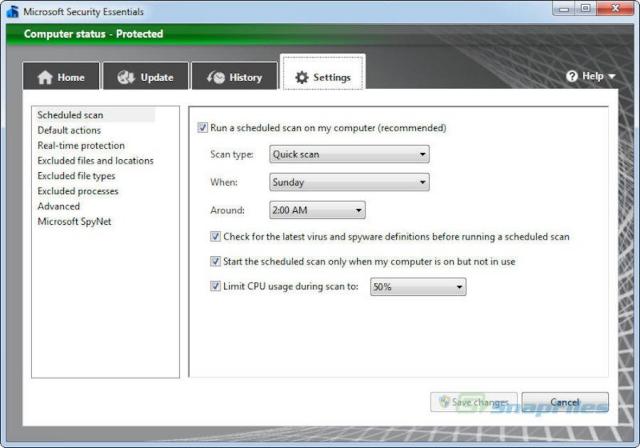 Microsoft Security Essentials
Computer status - Protected
Home
Update
History
Settings
Help
Scheduled scan
Default actions
Real-time protection
Excluded files and locations
Excluded file types
Excluded processes
Advanced
Microsoft SpyNet
Run a scheduled scan on my computer (recommended)
Scan type: Quick scan
When: Sunday
Around: 2:00 AM
Check for the latest virus and spyware definitions before running a scheduled scan
Start the scheduled scan only when my computer is on but not in use
Limit CPU usage during scan to: 50%
Save changes
Cancel
SnapFiles